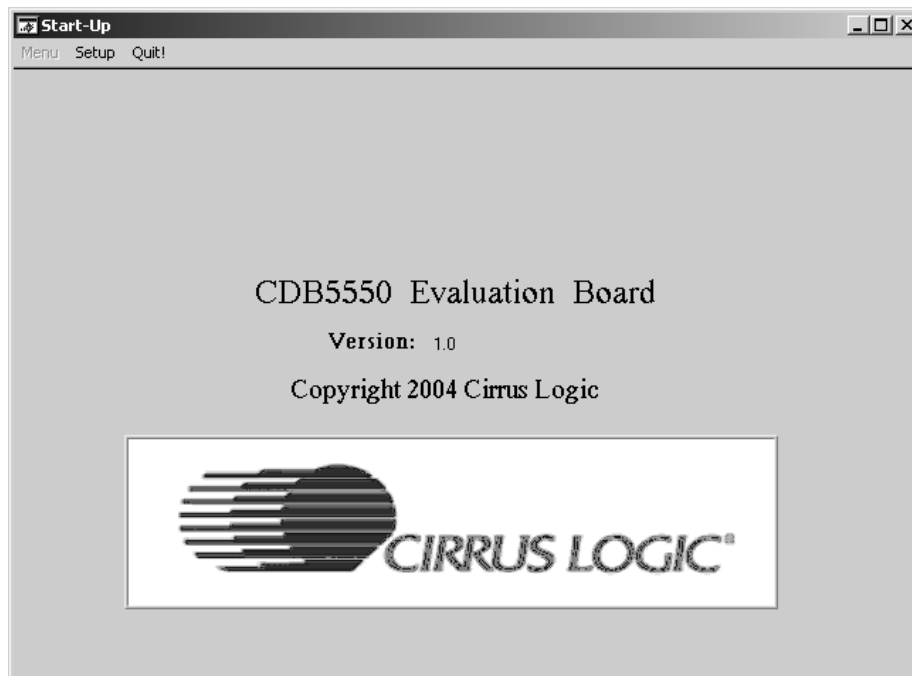 Start-Up
Menu Setup Quit!
CDB5550 Evaluation Board
Version: 1.0
Copyright 2004 Cirrus Logic
CIRRUS LOGIC®